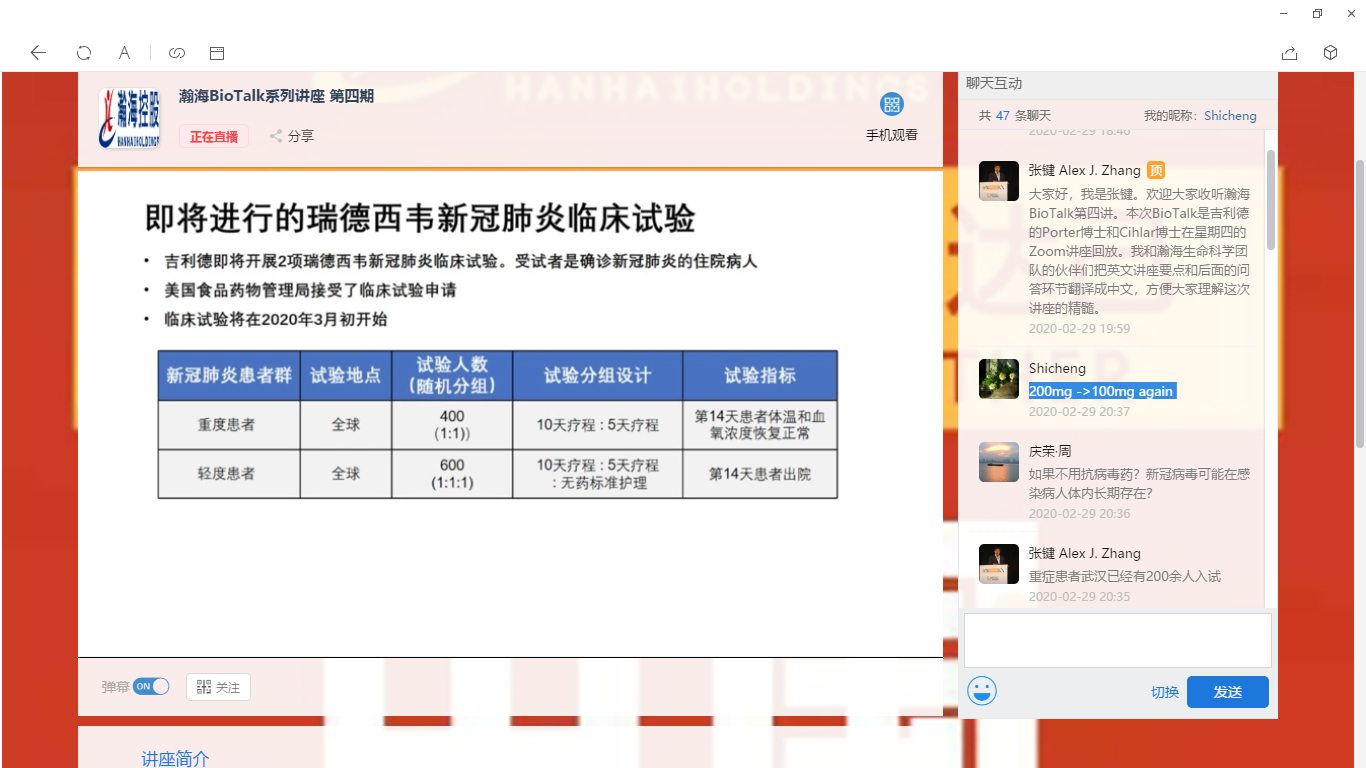 HANHAIHOLDINGS
瀚海控股
HANHAIHOLDINGS
瀚海BioTalk系列讲座 第四期
正在直播
分享
手机观看
即将进行的瑞德西韦新冠肺炎临床试验
• 吉利德即将开展2项瑞德西韦新冠肺炎临床试验。受试者是确诊新冠肺炎的住院病人
• 美国食品药物管理局接受了临床试验申请
• 临床试验将在2020年3月初开始
新冠肺炎患者群 试验地点 试验人数 试验分组设计 试验指标
(随机分组)
重度患者 全球 400 10天疗程 : 5天疗程 第14天患者体温和血
(1:1)) 氧浓度恢复正常
轻度患者 全球 600 10天疗程 : 5天疗程 第14天患者出院
(1:1:1) : 无药标准护理
弹幕 ON 关注
讲座简介
聊天互动
共 47 条聊天 我的昵称: Shicheng
2020-02-29 18:46
张键 Alex J. Zhang 顶
大家好，我是张键。欢迎大家收听瀚海
BioTalk第四讲。本次BioTalk是吉利德
的Porter博士和Cihlar博士在星期四的
Zoom讲座回放。我和瀚海生命科学团
队的伙伴们把英文讲座要点和后面的问
答环节翻译成中文，方便大家理解这次
讲座的精髓。
2020-02-29 19:59
Shicheng
200mg ->100mg again
2020-02-29 20:37
庆荣·周
如果不用抗病毒药？新冠病毒可能在感
染病人体内长期存在?
2020-02-29 20:36
张键 Alex J. Zhang
重症患者武汉已经有200余人入试
2020-02-29 20:35
切换 发送